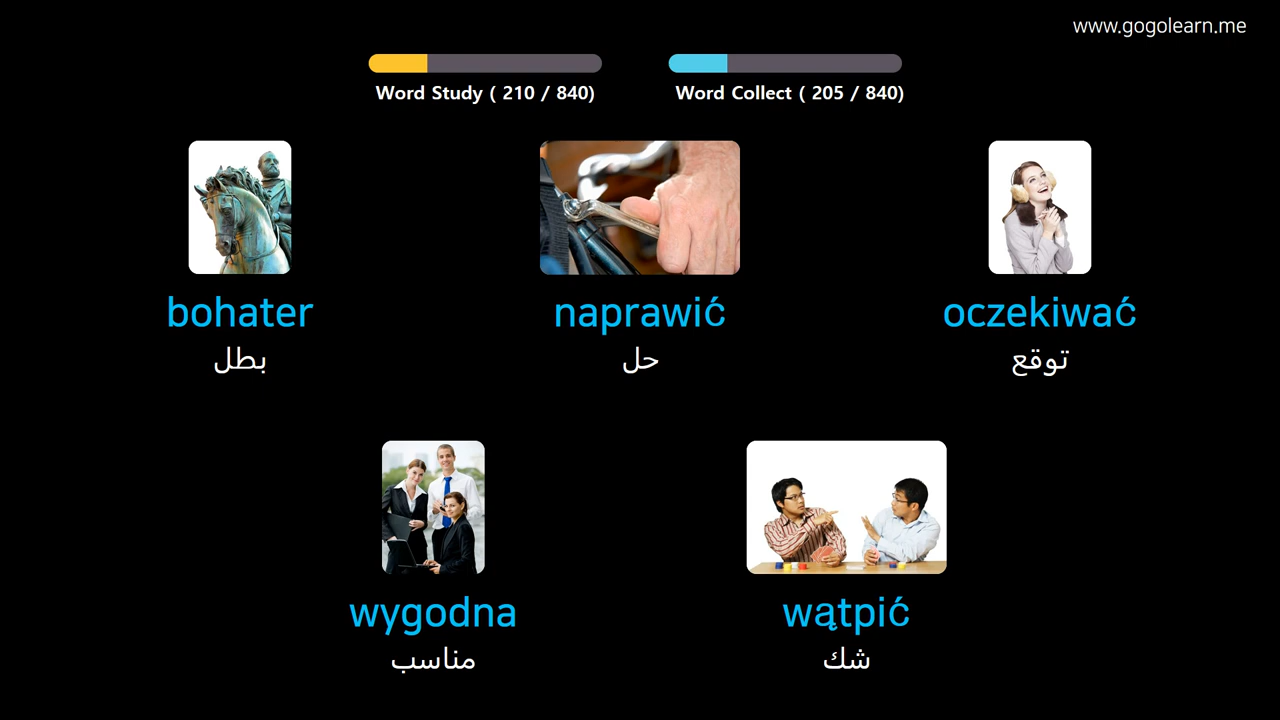 www.gogolearn.me
Word Study ( 210 / 840)
Word Collect ( 205 / 840)
bohater
naprawić
oczekiwać
بطل
حل
توقع
wygodna
wątpić
مناسب
شك